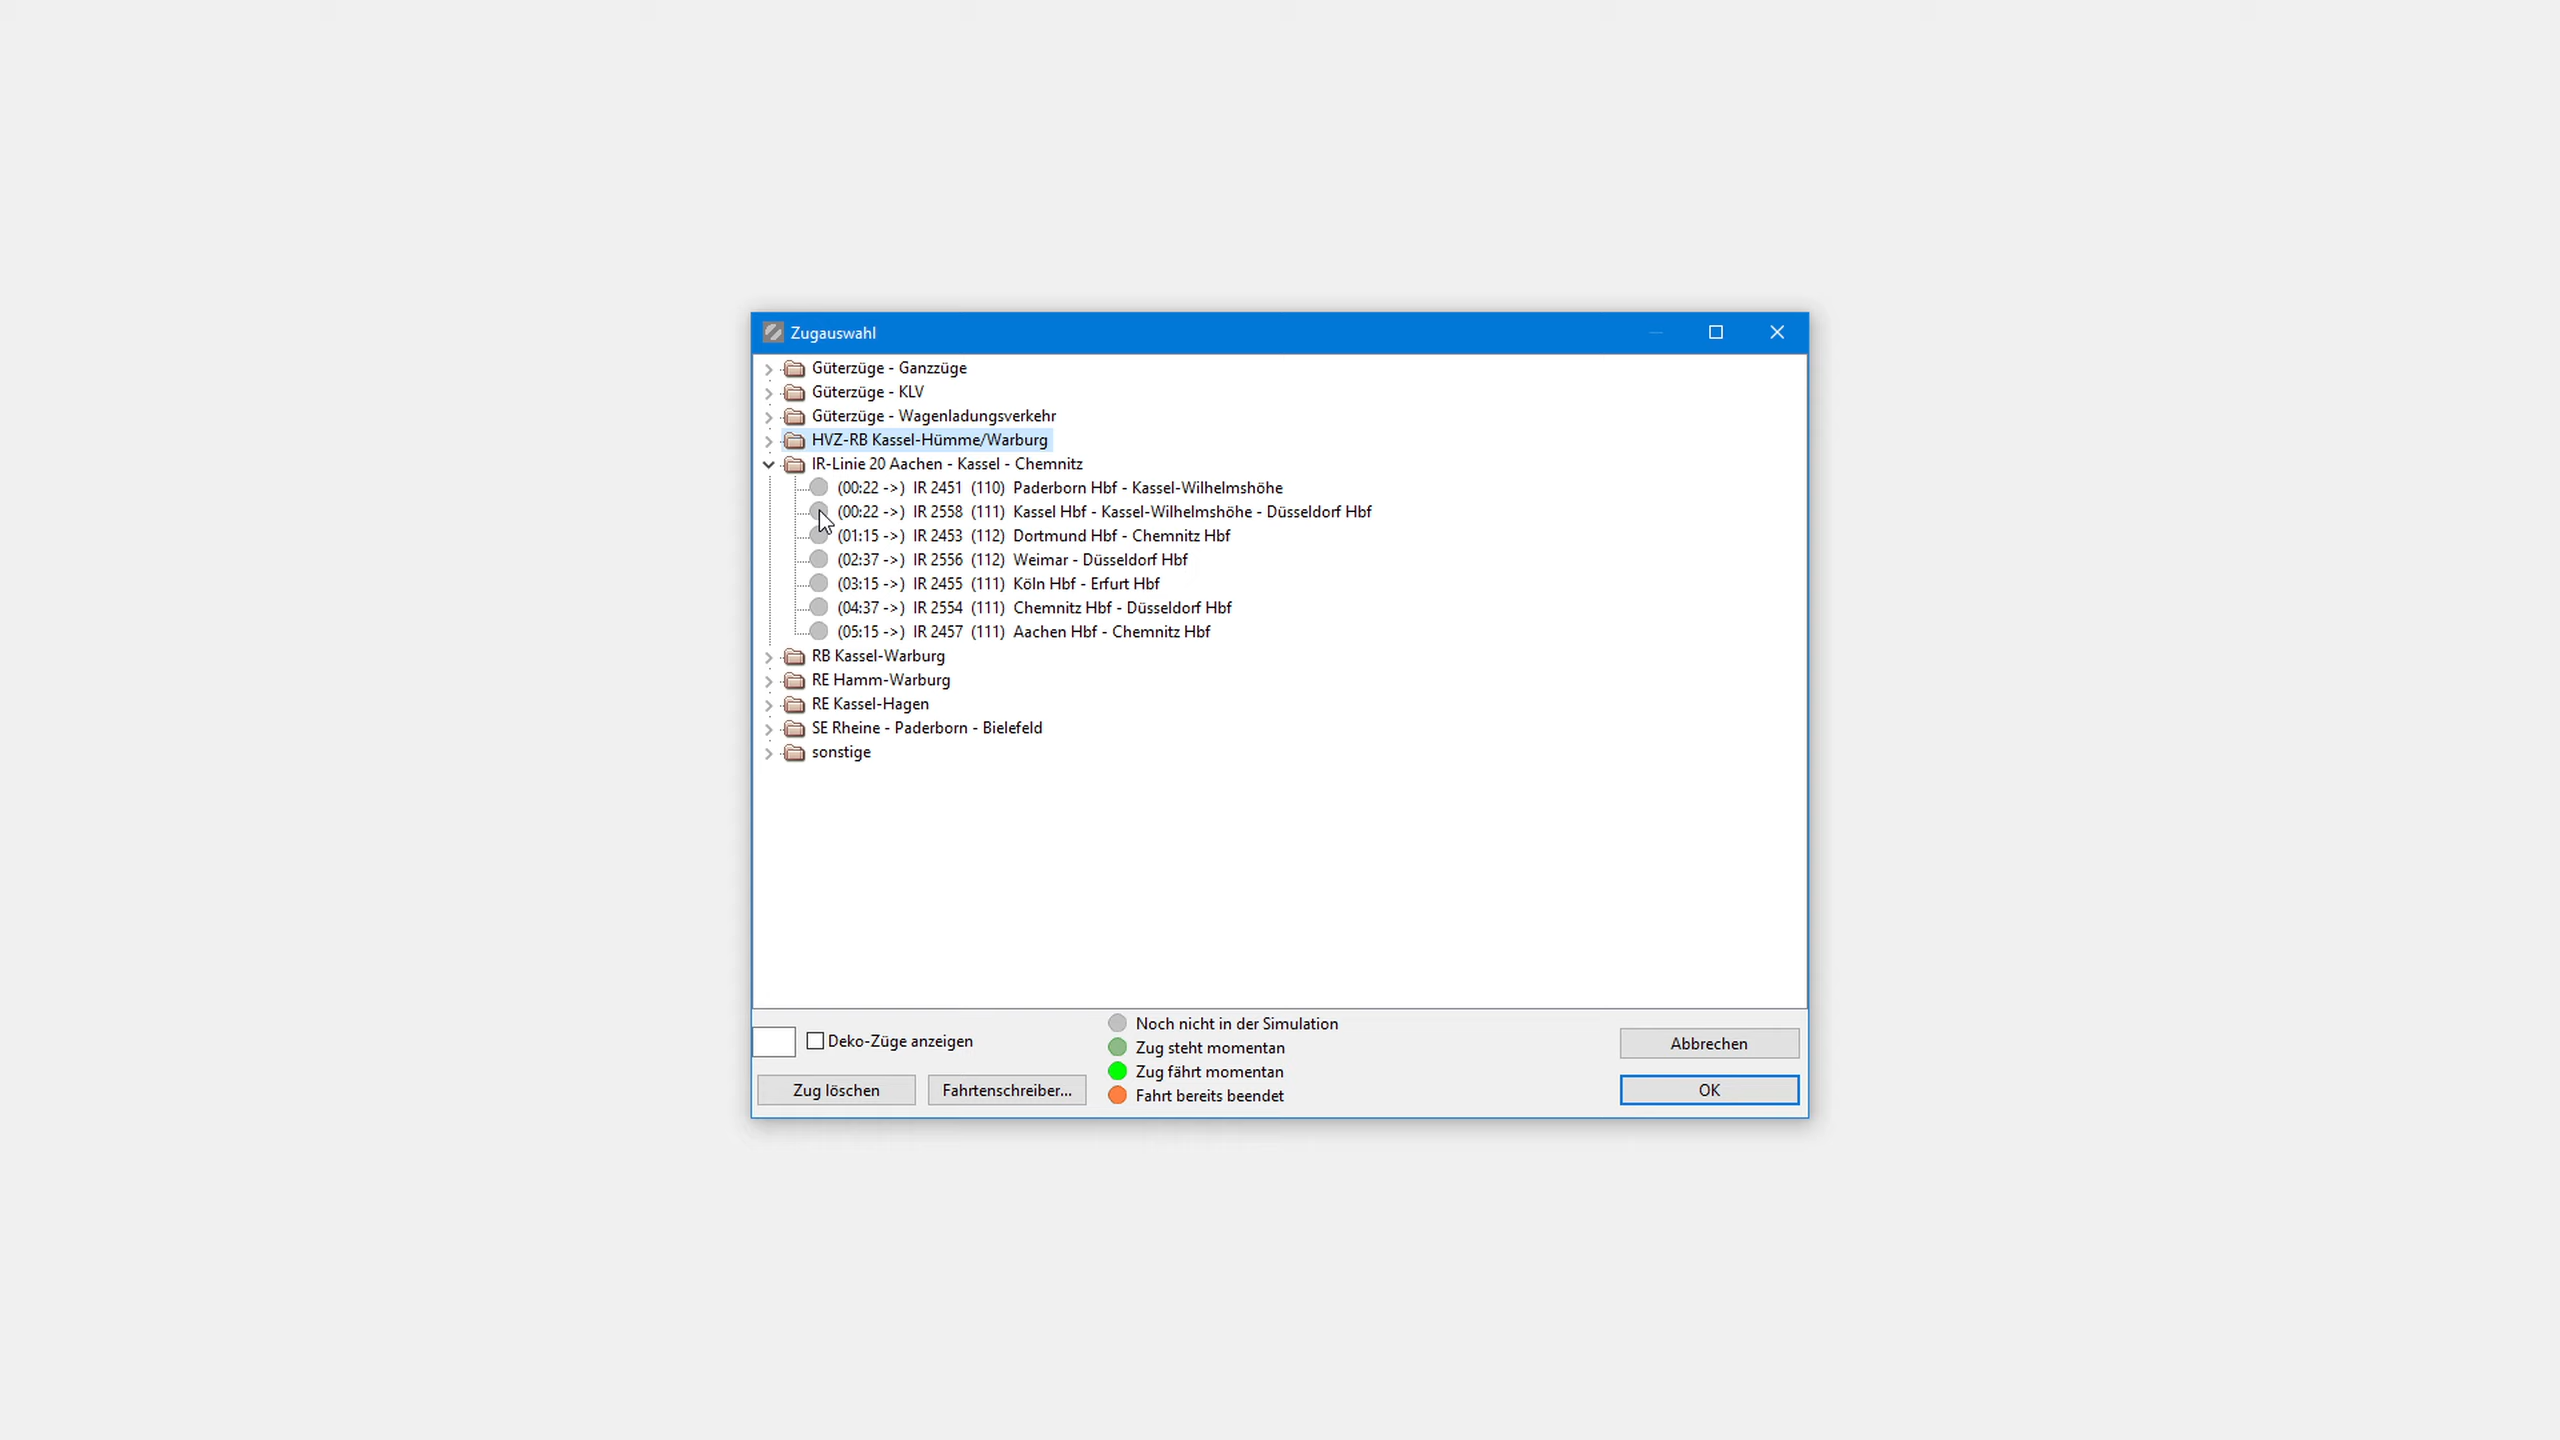 Zugauswahl
Güterzüge - Ganzzüge
Güterzüge - KLV
Güterzüge - Wagenladungsverkehr
HVZ-RB Kassel-Hümme/Warburg
IR-Linie 20 Aachen - Kassel - Chemnitz
(00:22 ->) IR 2451 (110) Paderborn Hbf - Kassel-Wilhelmshöhe
(00:22 ->) IR 2558 (111) Kassel Hbf - Kassel-Wilhelmshöhe - Düsseldorf Hbf
(01:15 ->) IR 2453 (112) Dortmund Hbf - Chemnitz Hbf
(02:37 ->) IR 2556 (112) Weimar - Düsseldorf Hbf
(03:15 ->) IR 2455 (111) Köln Hbf - Erfurt Hbf
(04:37 ->) IR 2554 (111) Chemnitz Hbf - Düsseldorf Hbf
(05:15 ->) IR 2457 (111) Aachen Hbf - Chemnitz Hbf
RB Kassel-Warburg
RE Hamm-Warburg
RE Kassel-Hagen
SE Rheine - Paderborn - Bielefeld
sonstige
Deko-Züge anzeigen
Zug löschen
Fahrtenschreiber...
Noch nicht in der Simulation
Zug steht momentan
Zug fährt momentan
Fahrt bereits beendet
Abbrechen
OK